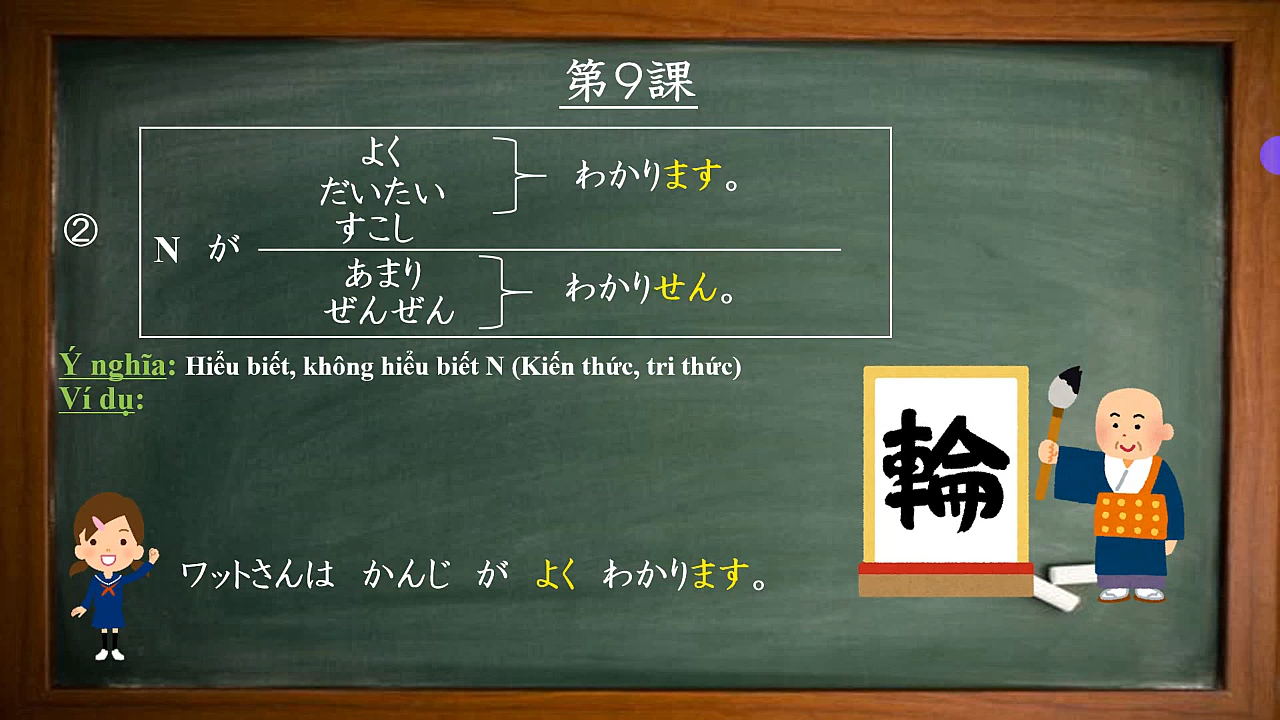 第9課
②
N が
よく
だいたい
すこし
わかります。
あまり
ぜんぜん
わかりせん。
Ý nghĩa: Hiểu biết, không hiểu biết N (Kiến thức, tri thức)
Ví dụ:
輪
ワットさんは かんじ が よく わかります。